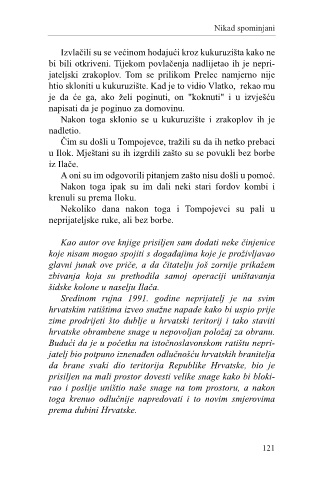 Nikad spominjani
Izvlačili su se većinom hodajući kroz kukuruzišta kako ne
bi bili otkriveni. Tijekom povlačenja nadlijetao ih je nepri-
jateljski zrakoplov. Tom se prilikom Prelec namjerno nije
htio skloniti u kukuruzište. Kad je to vidio Vlatko,  rekao mu
je da će ga, ako želi poginuti, on "koknuti" i u izvješću
napisati da je poginuo za domovinu.
Nakon toga sklonio se u kukuruzište i zrakoplov ih je
nadletio.
Čim su došli u Tompojevce, tražili su da ih netko prebaci
u Ilok. Mještani su ih izgrdili zašto su se povukli bez borbe
iz Ilače.
A oni su im odgovorili pitanjem zašto nisu došli u pomoć.
Nakon toga ipak su im dali neki stari fordov kombi i
krenuli su prema Iloku.
Nekoliko dana nakon toga i Tompojevci su pali u
neprijateljske ruke, ali bez borbe.
Kao autor ove knjige prisiljen sam dodati neke činjenice
koje nisam mogao spojiti s događajima koje je proživljavao
glavni junak ove priče, a da čitatelju još zornije prikažem
zbivanja koja su prethodila samoj operaciji uništavanja
šidske kolone u naselju Ilača.
Sredinom rujna 1991. godine neprijatelj je na svim
hrvatskim ratištima izveo snažne napade kako bi uspio prije
zime prodrijeti što dublje u hrvatski teritorij i tako staviti
hrvatske obrambene snage u nepovoljan položaj za obranu.
Budući da je u početku na istočnoslavonskom ratištu nepri-
jatelj bio potpuno iznenađen odlučnošću hrvatskih branitelja
da brane svaki dio teritorija Republike Hrvatske, bio je
prisiljen na mali prostor dovesti velike snage kako bi bloki-
rao i poslije uništio naše snage na tom prostoru, a nakon
toga krenuo odlučnije napredovati i to novim smjerovima
prema dubini Hrvatske.
121